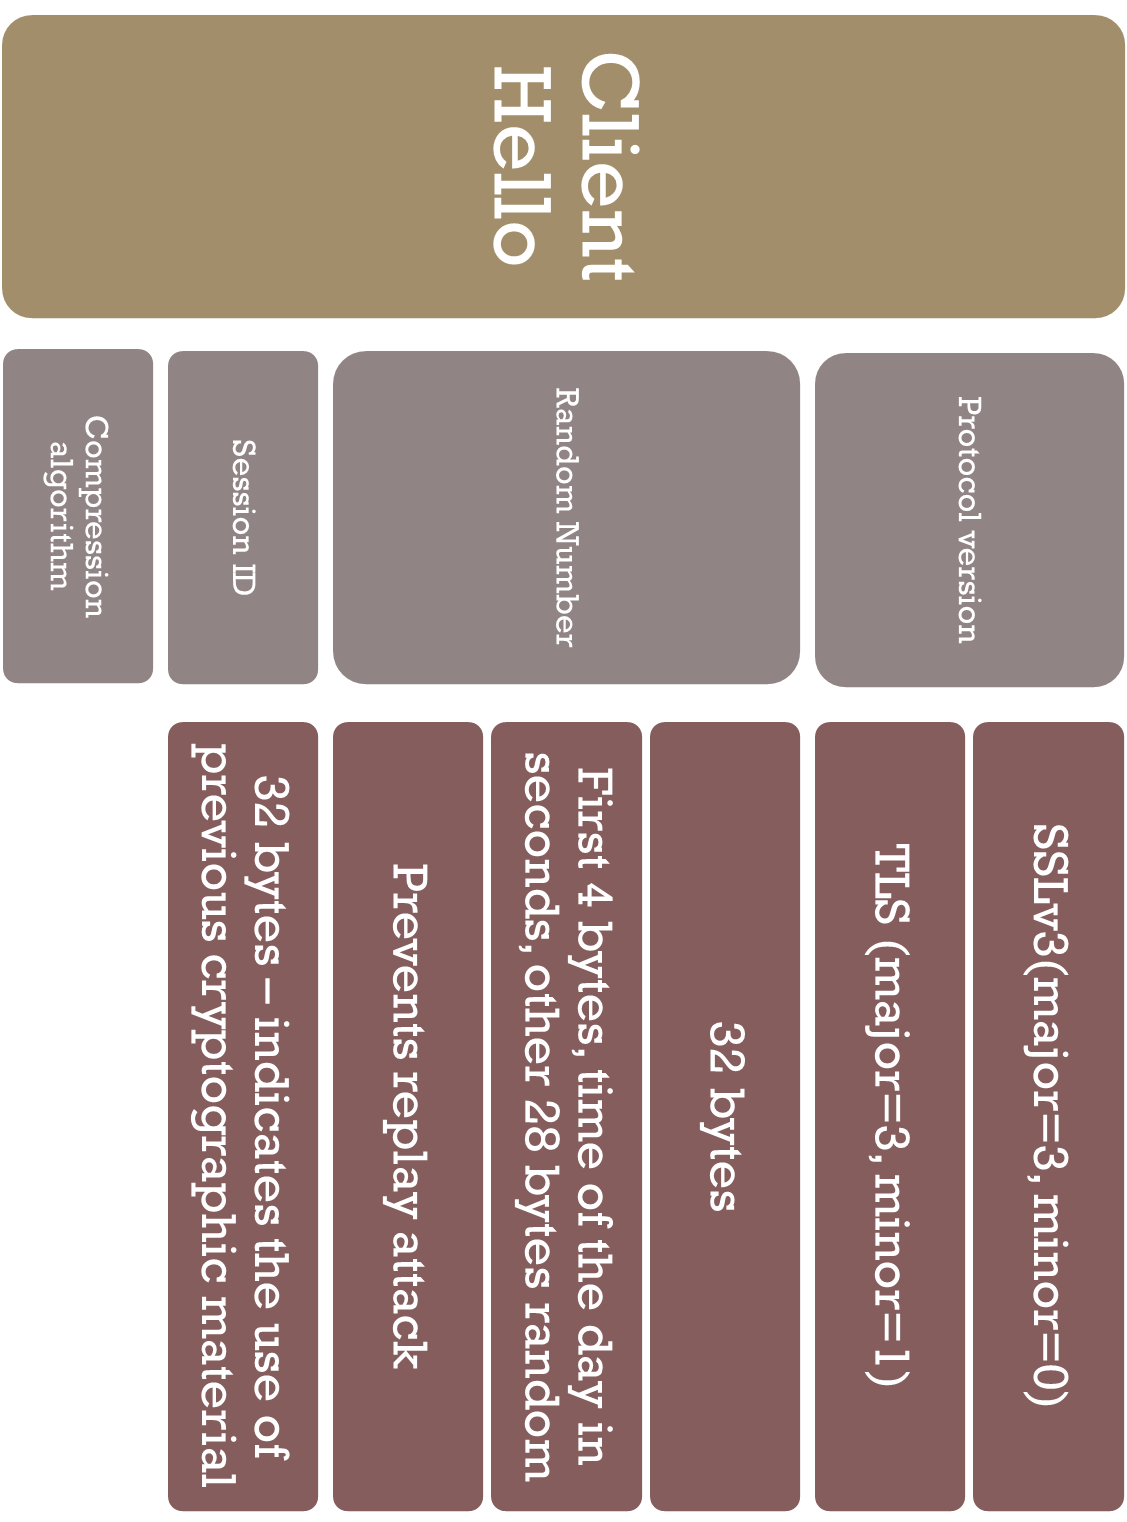 Client
Hello
Protocol version
SSLv3(major=3, minor=0)
TLS (major=3, minor=1)
Random Number
32 bytes
First 4 bytes, time of the day in
seconds, other 28 bytes random
Prevents replay attack
Session ID
32 bytes – indicates the use of
previous cryptographic material
Compression
algorithm